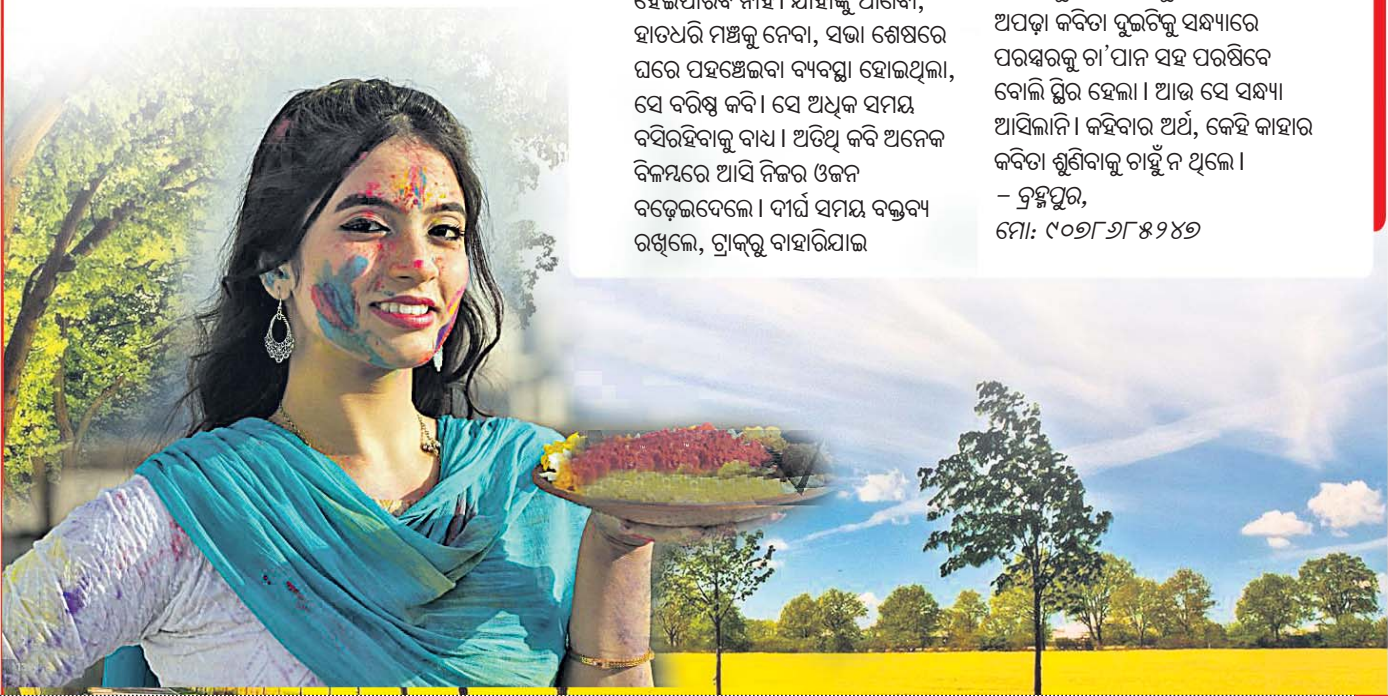 ହାତଧରି ମଞ୍ଚକୁ ନେବା, ସଭା ଶେଷରେ
ଘରେ ପହଞ୍ଚେଇବା ବ୍ୟବସ୍ଥା ହୋଇଥିଲା,
ସେ ବରିଷ୍ଠ କବି। ସେ ଅଧିକ ସମୟ
ବସିରହିବାକୁ ବାଧ୍ୟ। ଅତିଥି କବି ଅନେକ
ବିଳମ୍ବରେ ଆସି ନିଜର ଓଜନ
ବଢ଼େଇଦେଲେ। ଦୀର୍ଘ ସମୟ ବକ୍ତବ୍ୟ
ରଖିଲେ, ଟ୍ରାକ୍‌ରୁ ବାହାରିଯାଇ
ଅପଢ଼ା କବିତା ଦୁଇଟିକୁ ସନ୍ଧ୍ୟାରେ
ପରସ୍ପରକୁ ଚା’ପାନ ସହ ପରଷିବେ
ବୋଲି ସ୍ଥିର ହେଲା। ଆଉ ସେ ସନ୍ଧ୍ୟା
ଆସିଲାନି। କହିବାର ଅର୍ଥ, କେହି କାହାର
କବିତା ଶୁଣିବାକୁ ଚାହୁଁ ନ ଥିଲେ।
– ବ୍ରହ୍ମପୁର,
ମୋ: ୯୦୭୮୬୮୫୨୪୭